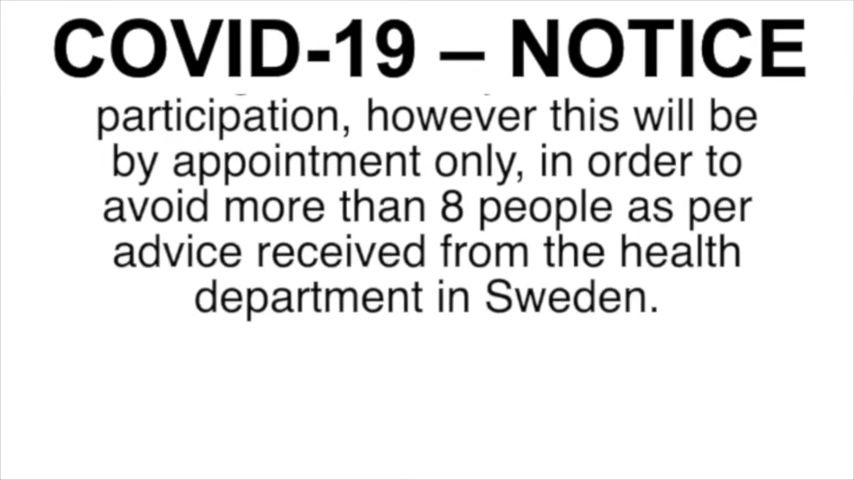 COVID-19 – NOTICE
participation, however this will be
by appointment only, in order to
avoid more than 8 people as per
advice received from the health
department in Sweden.